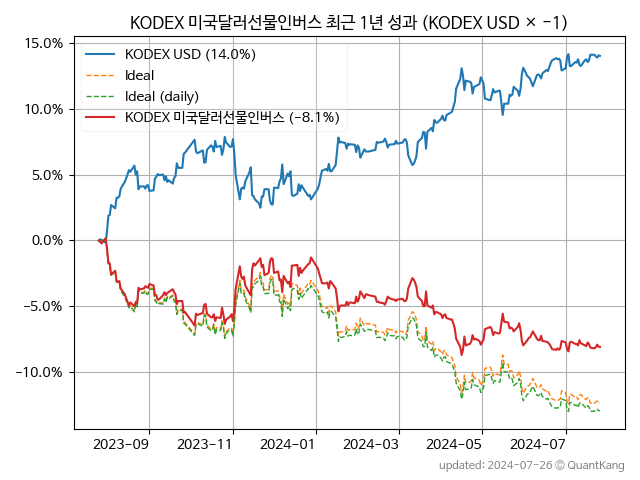 KODEX 미국달러선물인버스 최근 1년 성과 (KODEX USD × −1)
15.0%
10.0%
5.0%
0.0%
−5.0%
−10.0%
KODEX USD (14.0%)
Ideal
Ideal (daily)
KODEX 미국달러선물인버스 (−8.1%)
2023-09
2023-11
2024-01
2024-03
2024-05
2024-07
updated: 2024-07-26 © QuantKang